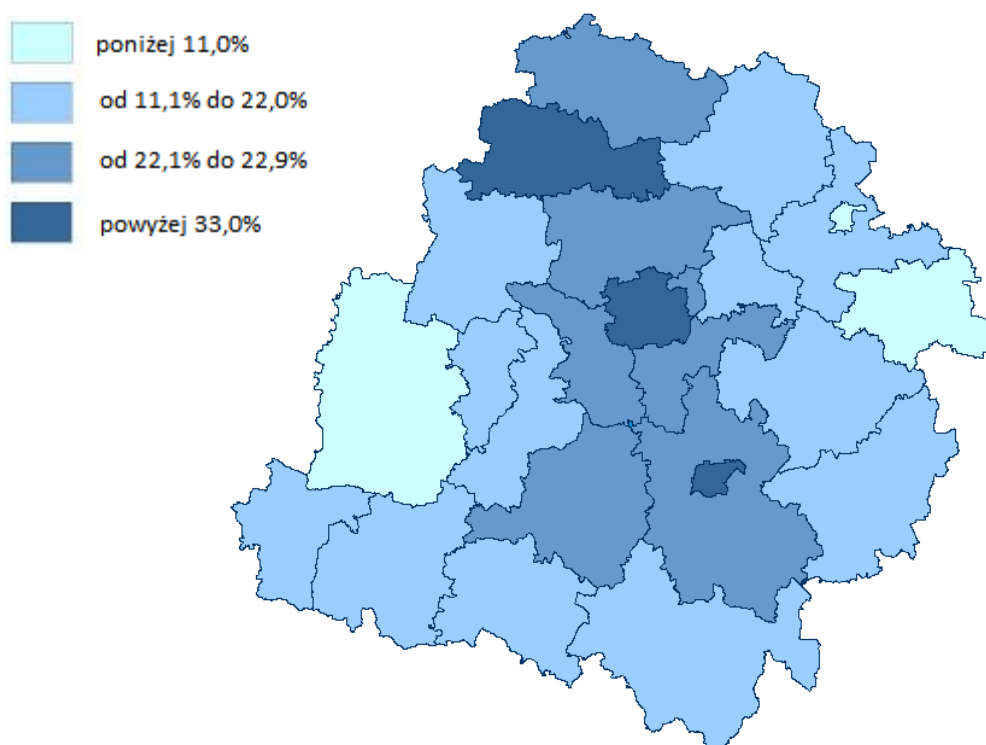 poniżej 11,0%
od 11,1% do 22,0%
od 22,1% do 22,9%
powyżej 33,0%